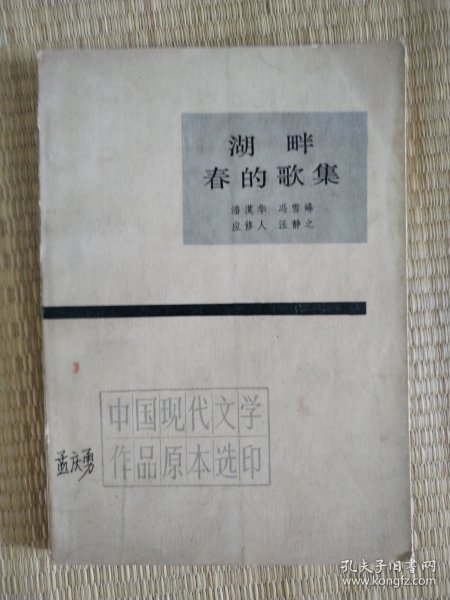 湖畔
春的歌集
潘漠华 冯雪峰
应修人 汪静之
中国现代文学
作品原本选印
孟庆勇
孔夫子旧书网
www.kongfz.com